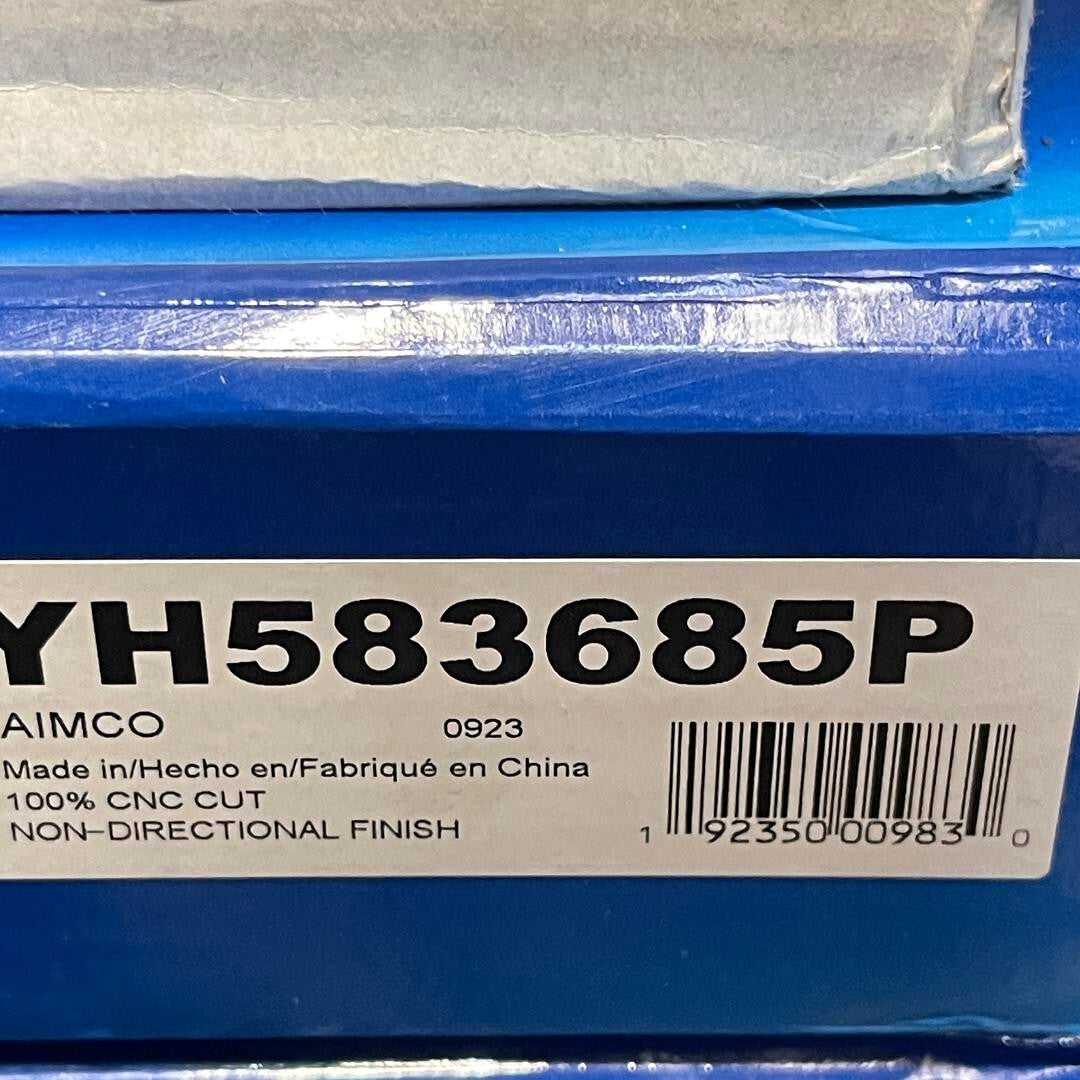 YH583685P
AIMCO 0923
Made in/Hecho en/Fabriqué en China
100% CNC CUT
NON-DIRECTIONAL FINISH
1 92350 00983 0